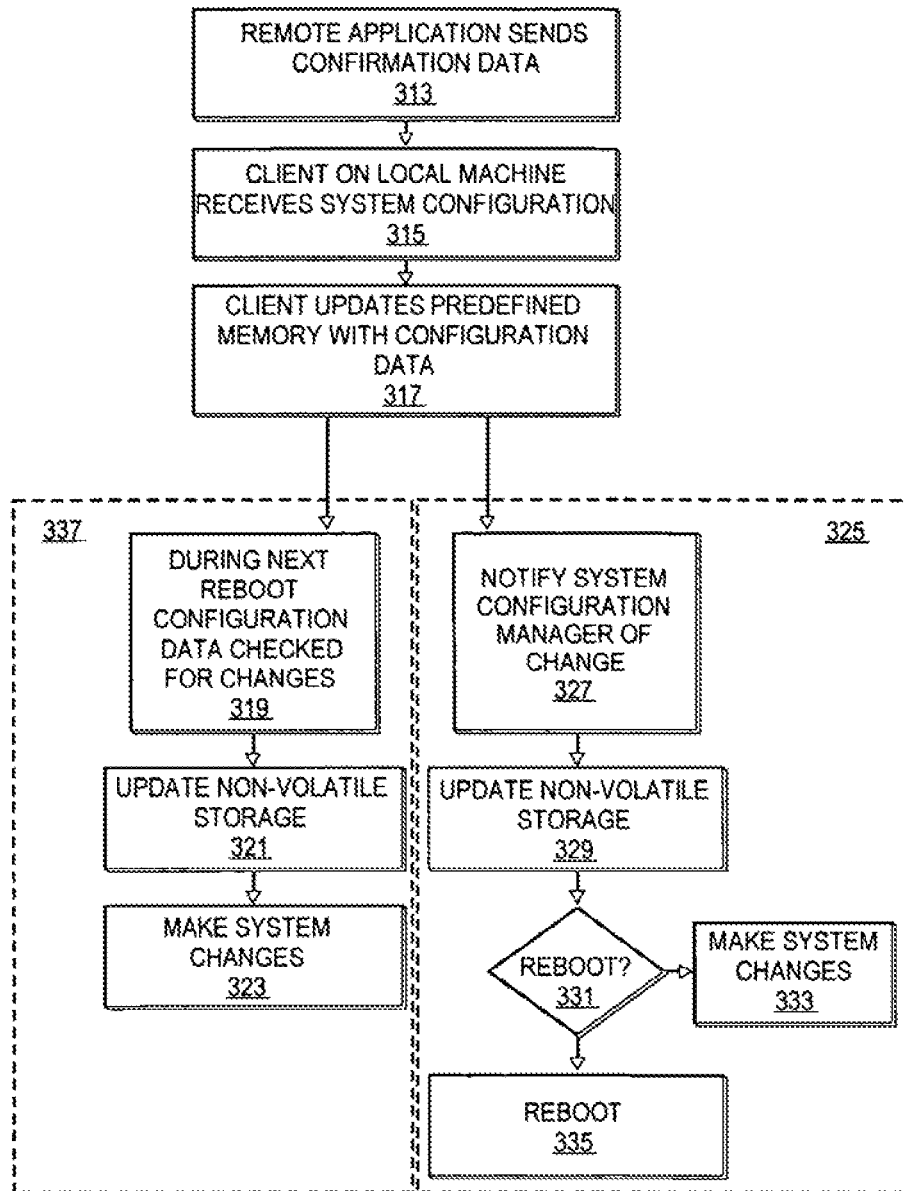 REMOTE APPLICATION SENDS
CONFIRMATION DATA
313
CLIENT ON LOCAL MACHINE
RECEIVES SYSTEM CONFIGURATION
315
CLIENT UPDATES PREDEFINED
MEMORY WITH CONFIGURATION
DATA
317
337
DURING NEXT
REBOOT
CONFIGURATION
DATA CHECKED
FOR CHANGES
319
UPDATE NON-VOLATILE
STORAGE
321
MAKE SYSTEM
CHANGES
323
325
NOTIFY SYSTEM
CONFIGURATION
MANAGER OF
CHANGE
327
UPDATE NON-VOLATILE
STORAGE
329
REBOOT?
331
MAKE SYSTEM
CHANGES
333
REBOOT
335